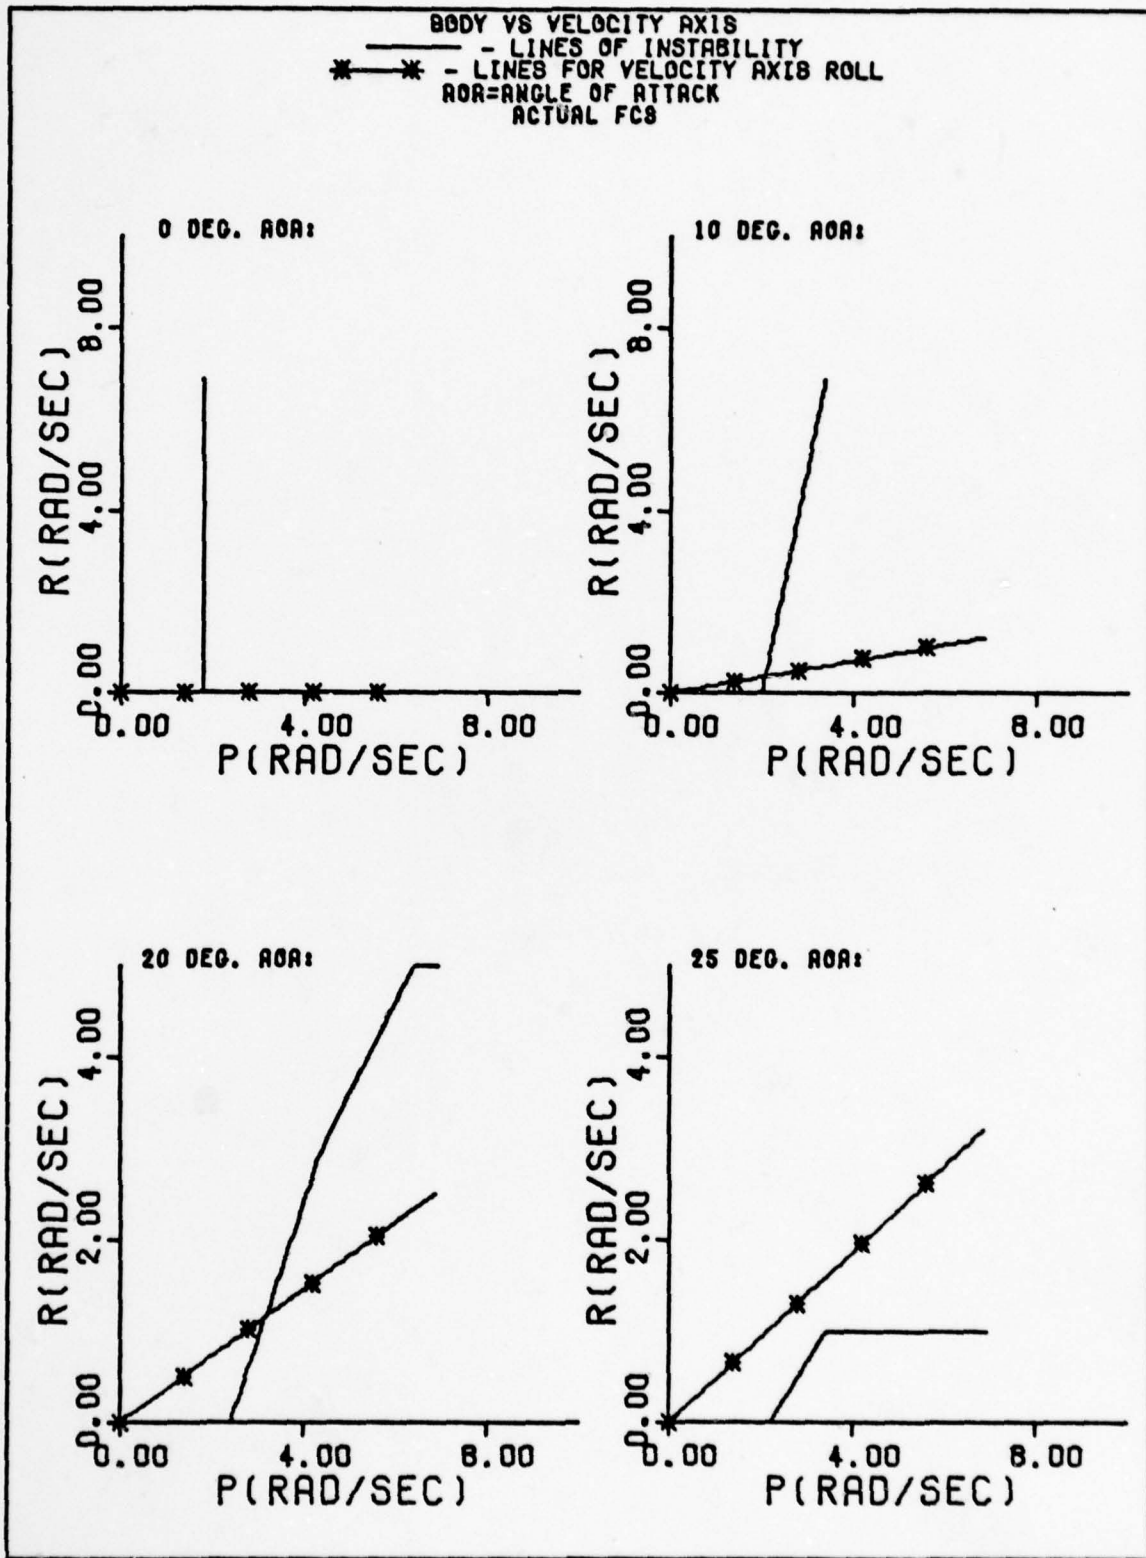 BODY VS VELOCITY AXIS
- LINES OF INSTABILITY
- LINES FOR VELOCITY AXIS ROLL
AOA=ANGLE OF ATTACK
ACTUAL FCS
0 DEG. AOA:
R(RAD/SEC)
8.00
4.00
0.00
0.00 4.00 8.00
P(RAD/SEC)
10 DEG. AOA:
R(RAD/SEC)
8.00
4.00
0.00
0.00 4.00 8.00
P(RAD/SEC)
20 DEG. AOA:
R(RAD/SEC)
4.00
2.00
0.00
0.00 4.00 8.00
P(RAD/SEC)
25 DEG. AOA:
R(RAD/SEC)
4.00
2.00
0.00
0.00 4.00 8.00
P(RAD/SEC)